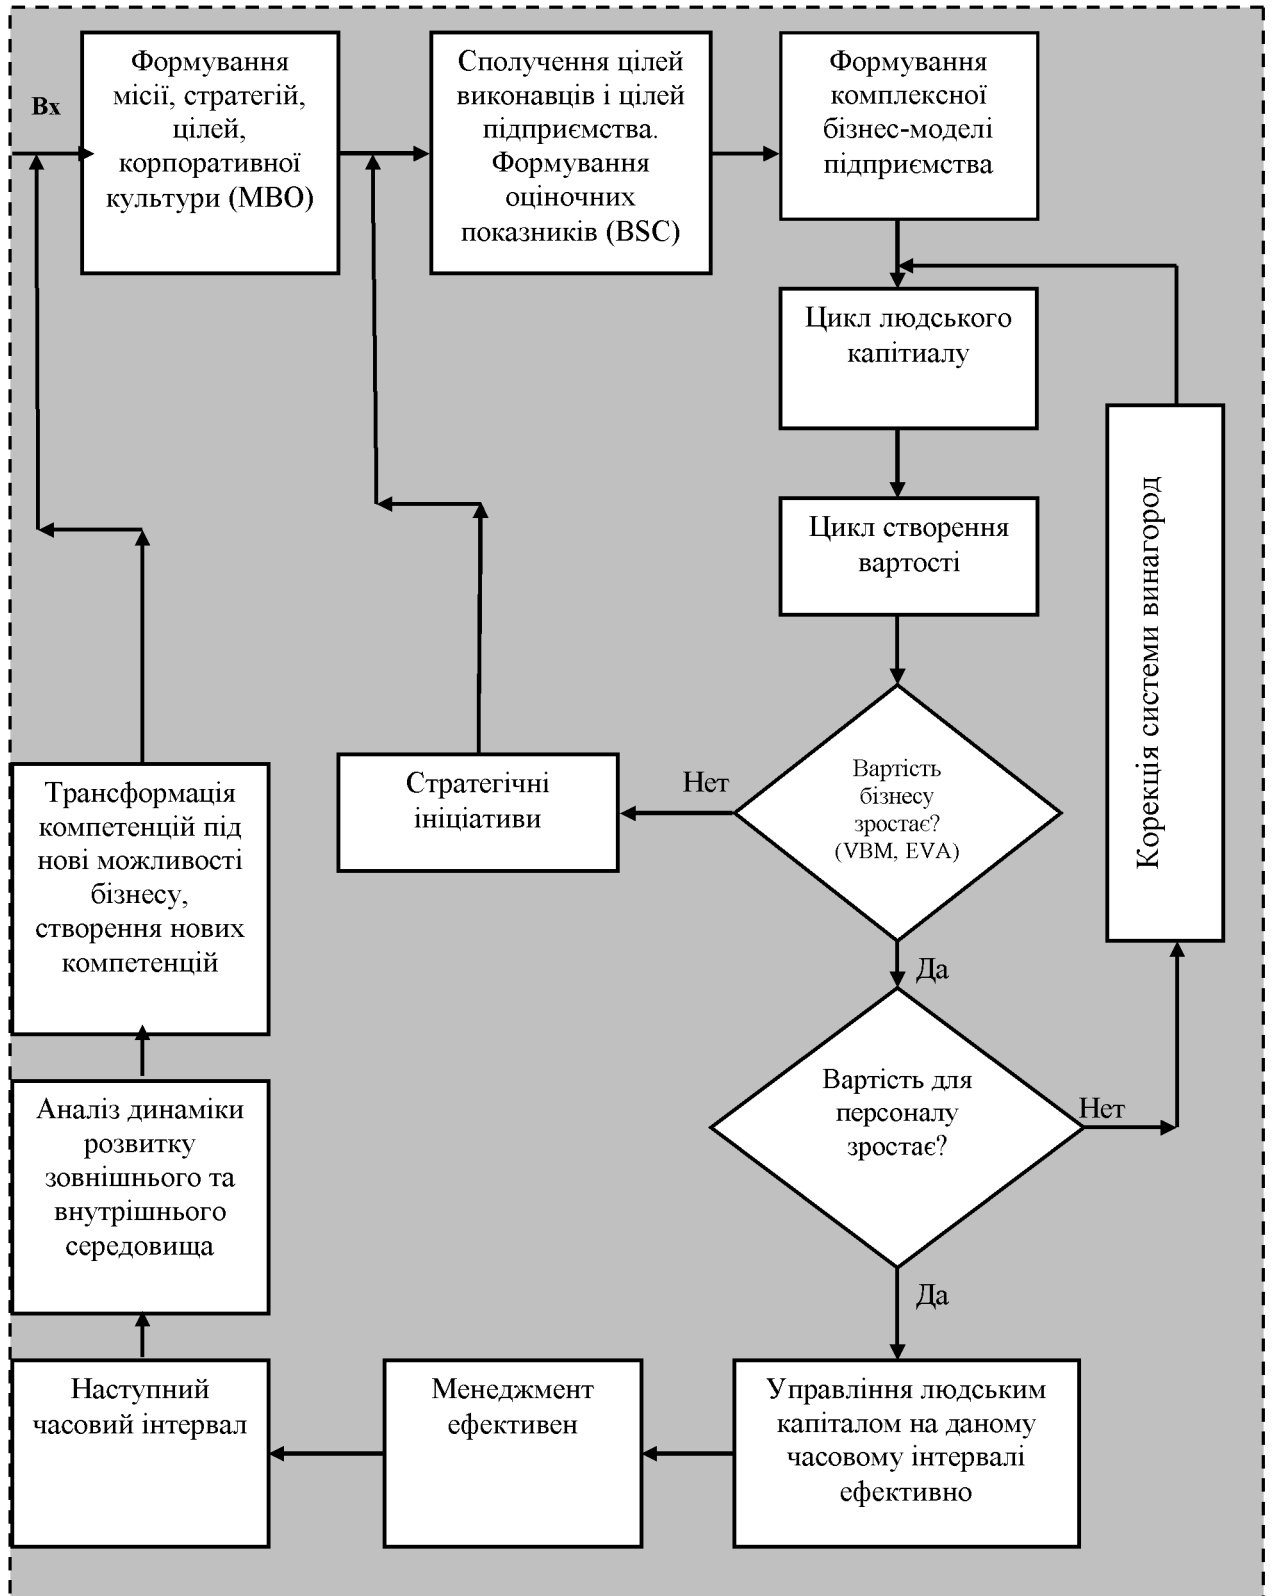 Вх
Формування
місії, стратегій,
цілей,
корпоративної
культури (МВО)
Сполучення цілей
виконавців і цілей
підприємства.
Формування
оціночних
показників (BSC)
Формування
комплексної
бізнес-моделі
підприємства
Цикл людського
капітиалу
Цикл створення
вартості
Корекція системи винагород
Вартість
бізнесу
зростає?
(VBM, EVA)
Нет
Стратегічні
ініціативи
Да
Вартість для
персоналу
зростає?
Нет
Да
Трансформація
компетенцій під
нові можливості
бізнесу,
створення нових
компетенцій
Аналіз динаміки
розвитку
зовнішнього та
внутрішнього
середовища
Наступний
часовий інтервал
Менеджмент
ефективен
Управління людським
капіталом на даному
часовому інтервалі
ефективно